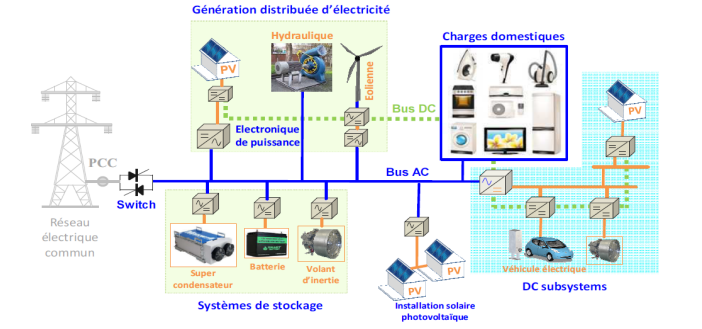 Génération distribuée d'électricité
Hydraulique
Charges domestiques
PV
Eolienne
PV
Bus DC
Electronique
de puissance
PCC
Bus AC
Switch
Réseau
électrique
commun
Super
condensateur
Batterie
Volant
d'inertie
Véhicule électrique
PV
PV
DC subsystems
Systèmes de stockage
Installation solaire
photovoltaïque